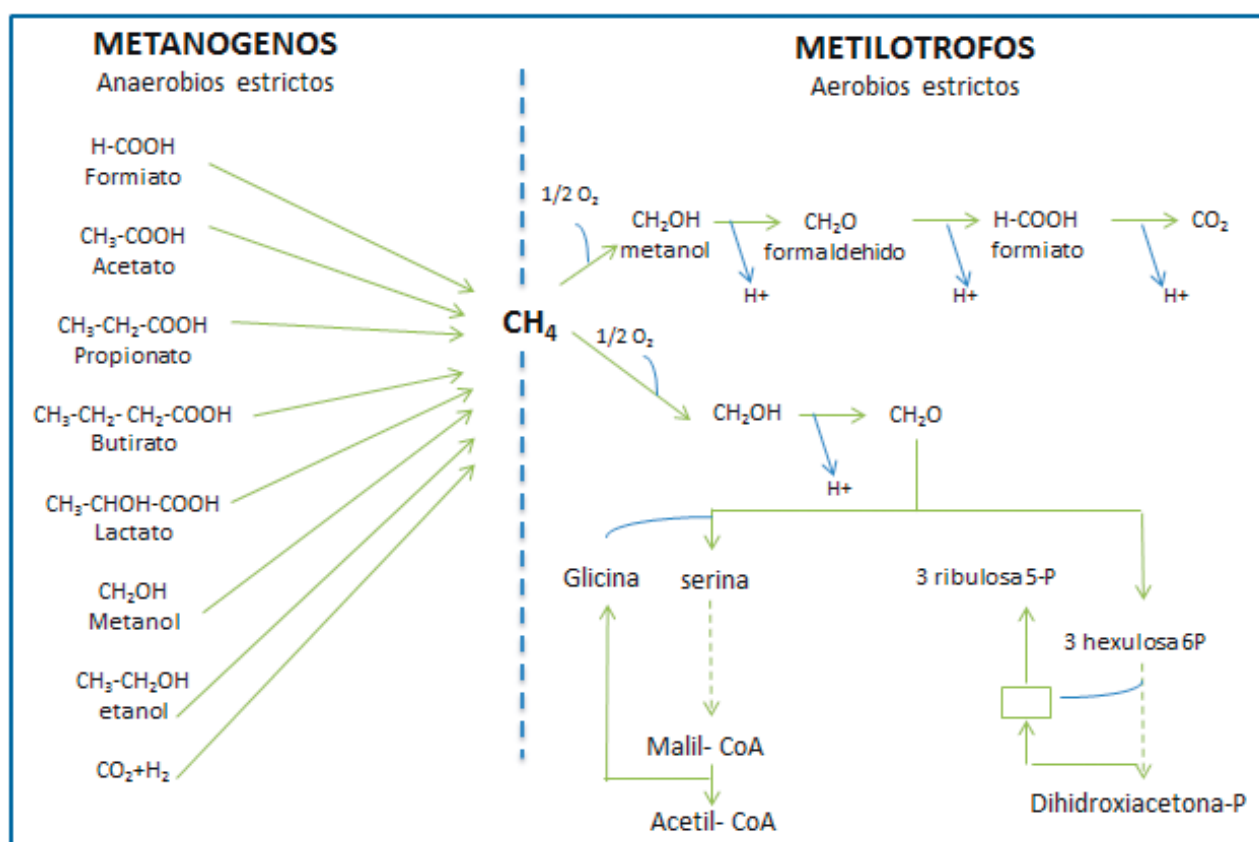 METANOGENOS
Anaerobios estrictos
H-COOH
Formiato
CH₃-COOH
Acetato
CH₃-CH₂-COOH
Propionato
CH₃-CH₂- CH₂-COOH
Butirato
CH₃-CHOH-COOH
Lactato
CH₂OH
Metanol
CH₃-CH₂OH
etanol
CO₂+H₂
CH₄
METILOTROFOS
Aerobios estrictos
1/2 O₂
CH₂OH
metanol
H+
CH₂O
formaldehido
H+
H-COOH
formiato
H+
CO₂
1/2 O₂
CH₂OH
H+
CH₂O
Glicina
serina
Malil- CoA
Acetil- CoA
3 ribulosa 5-P
3 hexulosa 6P
Dihidroxiacetona-P